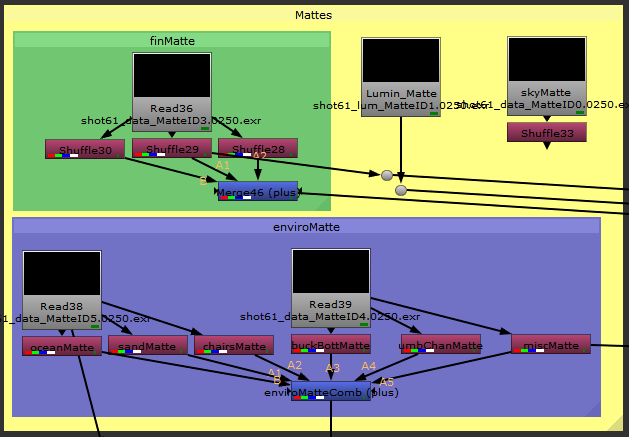 Mattes
finMatte
Read36
shot61_data_MatteID3.0250.exr
Lumin_Matte
shot61_lum_MatteID1.0250.exr
skyMatte
shot61_data_MatteID0.0250.ex
Shuffle30
Shuffle29
Shuffle28
Shuffle33
A1
A2
B
Merge46 (plus)
enviroMatte
Read38
61_data_MatteID5.0250.exr
Read39
shot61_data_MatteID4.0250.exr
oceanMatte
sandMatte
chairsMatte
buckBottMatte
umbChanMatte
miscMatte
B
A1
A2
A3
A4
A5
enviroMatteComb (plus)